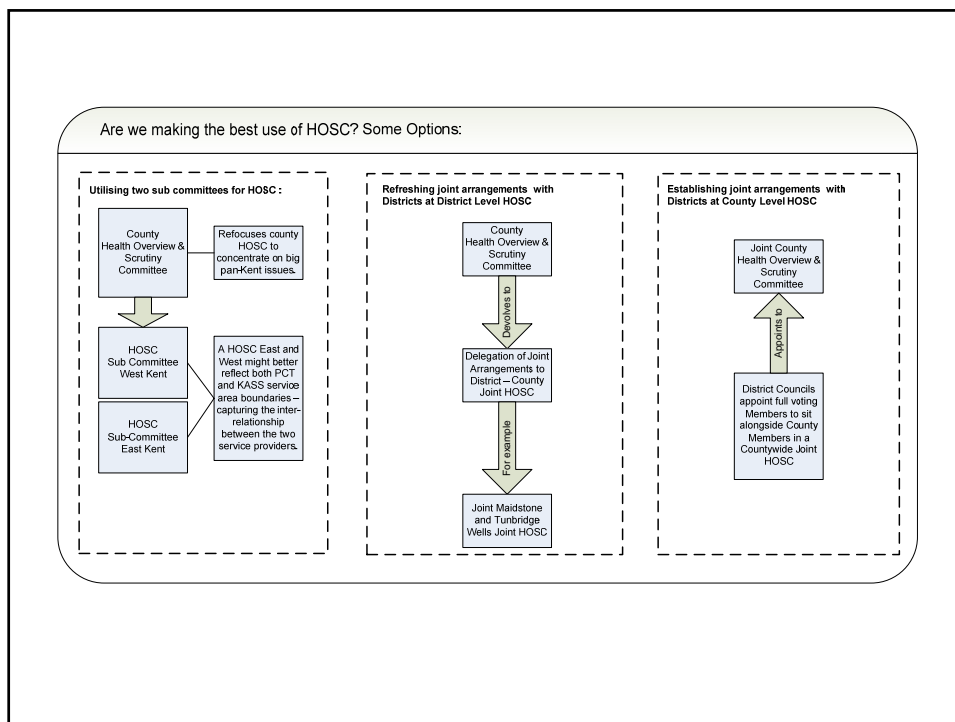 Are we making the best use of HOSC? Some Options:
Utilising two sub committees for HOSC :
County
Health Overview &
Scrutiny
Committee
Refocuses county
HOSC to
concentrate on big
pan-Kent issues.
HOSC
Sub Committee
West Kent
HOSC
Sub-Committee
East Kent
A HOSC East and
West might better
reflect both PCT
and KASS service
area boundaries –
capturing the inter-
relationship
between the two
service providers.
Refreshing joint arrangements with
Districts at District Level HOSC
County
Health Overview &
Scrutiny
Committee
Devolves to
Delegation of Joint
Arrangements to
District – County
Joint HOSC
For example
Joint Maidstone
and Tunbridge
Wells Joint HOSC
Establishing joint arrangements with
Districts at County Level HOSC
Joint County
Health Overview &
Scrutiny
Committee
Appoints to
District Councils
appoint full voting
Members to sit
alongside County
Members in a
Countywide Joint
HOSC